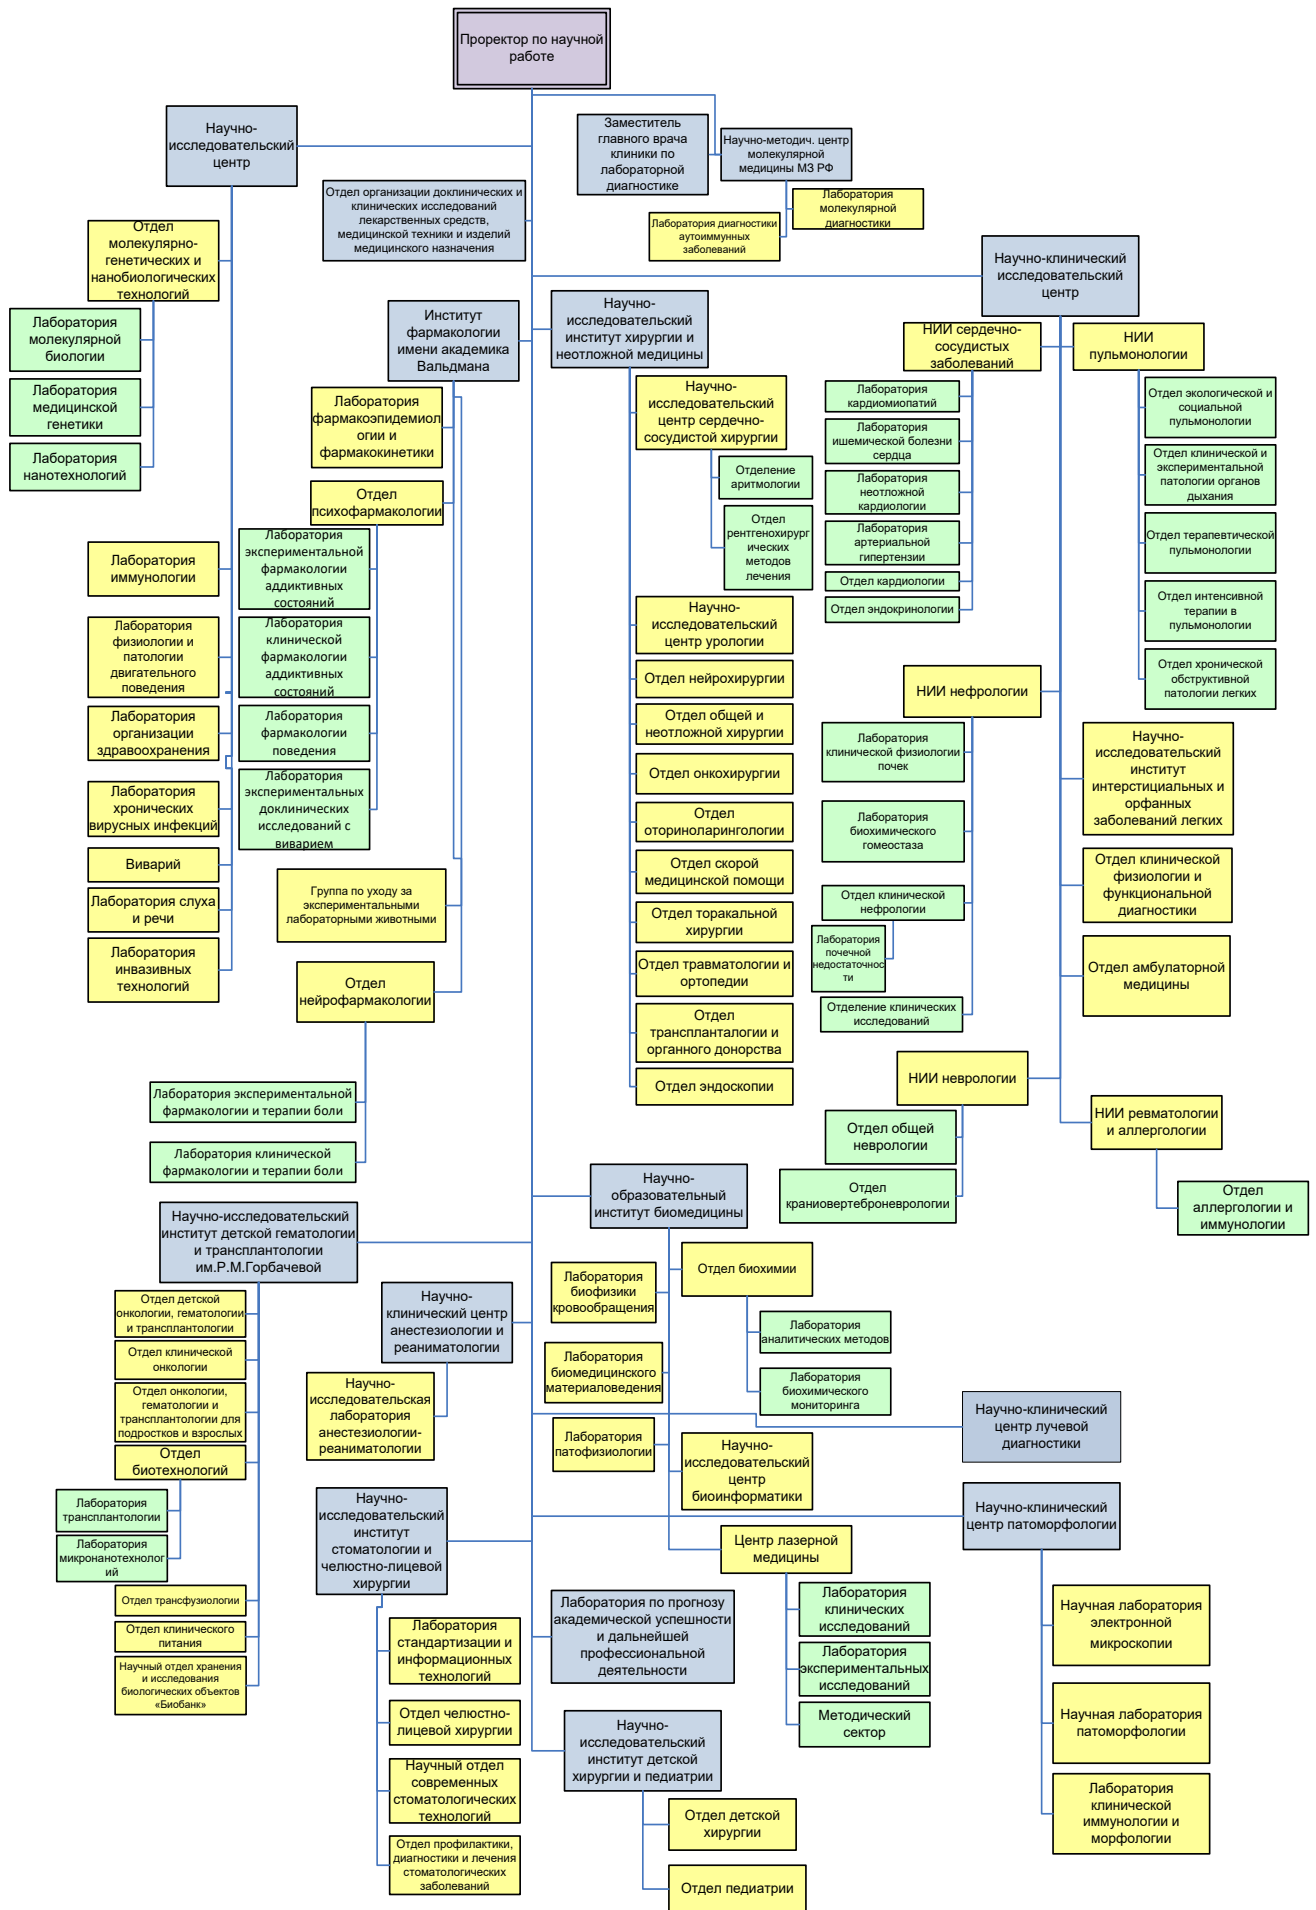 Проректор по научной
работе
Научно-
исследовательский
центр
Заместитель
главного врача
клиники по
лабораторной
диагностике
Научно-методич. центр
молекулярной
медицины МЗ РФ
Отдел организации доклинических и
клинических исследований
лекарственных средств,
медицинской техники и изделий
медицинского назначения
Лаборатория
молекулярной
диагностики
Лаборатория диагностики
аутоиммунных
заболеваний
Отдел
молекулярно-
генетических и
нанобиологических
технологий
Лаборатория
молекулярной
биологии
Лаборатория
медицинской
генетики
Лаборатория
нанотехнологий
Лаборатория
иммунологии
Лаборатория
физиологии и
патологии
двигательного
поведения
Лаборатория
организации
здравоохранения
Лаборатория
хронических
вирусных инфекций
Виварий
Лаборатория слуха
и речи
Лаборатория
инвазивных
технологий
Институт
фармакологии
имени академика
Вальдмана
Лаборатория
фармакоэпидемиол
огии и
фармакокинетики
Отдел
психофармакологии
Лаборатория
экспериментальной
фармакологии
аддиктивных
состояний
Лаборатория
клинической
фармакологии
аддиктивных
состояний
Лаборатория
фармакологии
поведения
Лаборатория
экспериментальных
доклинических
исследований с
виварием
Группа по уходу за
экспериментальными
лабораторными животными
Отдел
нейрофармакологии
Лаборатория экспериментальной
фармакологии и терапии боли
Лаборатория клинической
фармакологии и терапии боли
Научно-
исследовательский
институт хирургии и
неотложной медицины
Научно-
исследовательский
центр сердечно-
сосудистой хирургии
Отделение
аритмологии
Отдел
рентгенохирург
ических
методов
лечения
Научно-
исследовательский
центр урологии
Отдел нейрохирургии
Отдел общей и
неотложной хирургии
Отдел онкохирургии
Отдел
оториноларингологии
Отдел скорой
медицинской помощи
Отдел торакальной
хирургии
Отдел травматологии и
ортопедии
Отдел
трансплантатологии и
органного донорства
Отдел эндоскопии
Научно-клинический
исследовательский
центр
НИИ сердечно-
сосудистых
заболеваний
Лаборатория
кардиомиопатий
Лаборатория
ишемической болезни
сердца
Лаборатория
неотложной
кардиологии
Лаборатория
артериальной
гипертензии
Отдел кардиологии
Отдел эндокринологии
НИИ
пульмонологии
Отдел экологической и
социальной
пульмонологии
Отдел клинической и
экспериментальной
патологии органов
дыхания
Отдел терапевтической
пульмонологии
Отдел интенсивной
терапии в
пульмонологии
Отдел хронической
обструктивной
патологии легких
НИИ нефрологии
Лаборатория
клинической физиологии
почек
Лаборатория
биохимического
гомеостаза
Отдел клинической
нефрологии
Лаборатория
почечной
недостаточнос
ти
Отделение клинических
исследований
Научно-
исследовательский
институт
интерстициальных и
орфанных
заболеваний легких
Отдел клинической
физиологии и
функциональной
диагностики
Отдел амбулаторной
медицины
НИИ неврологии
Отдел общей
неврологии
Отдел
краниовертеброневрологии
НИИ ревматологии
и аллергологии
Отдел
аллергологии и
иммунологии
Научно-исследовательский
институт детской гематологии
и трансплантологии
им.Р.М.Горбачевой
Отдел детской
онкологии, гематологии
и трансплантологии
Отдел клинической
онкологии
Отдел онкологии,
гематологии и
трансплантологии для
подростков и взрослых
Отдел
биотехнологий
Лаборатория
трансплантологии
Лаборатория
микронанотехнолог
ий
Отдел трансфузиологии
Отдел клинического
питания
Научный отдел хранения
и исследования
биологических объектов
«Биобанк»
Научно-
клинический центр
анестезиологии и
реаниматологии
Научно-
исследовательская
лаборатория
анестезиологии-
реаниматологии
Научно-
образовательный
институт биомедицины
Лаборатория
биофизики
кровообращения
Отдел биохимии
Лаборатория
аналитических методов
Лаборатория
биохимического
мониторинга
Лаборатория
биомедицинского
материаловедения
Лаборатория
патофизиологии
Научно-
исследовательский
центр
биоинформатики
Центр лазерной
медицины
Лаборатория
клинических
исследований
Лаборатория
экспериментальных
исследований
Методический
сектор
Научно-клинический
центр лучевой
диагностики
Научно-клинический
центр патоморфологии
Научная лаборатория
электронной
микроскопии
Научная лаборатория
патоморфологии
Лаборатория
клинической
иммунологии и
морфологии
Научно-
исследовательский
институт
стоматологии и
челюстно-лицевой
хирургии
Лаборатория
стандартизации и
информационных
технологий
Отдел челюстно-
лицевой хирургии
Научный отдел
современных
стоматологических
технологий
Отдел профилактики,
диагностики и лечения
стоматологических
заболеваний
Лаборатория по прогнозу
академической успешности
и дальнейшей
профессиональной
деятельности
Научно-
исследовательский
институт детской
хирургии и педиатрии
Отдел детской
хирургии
Отдел педиатрии